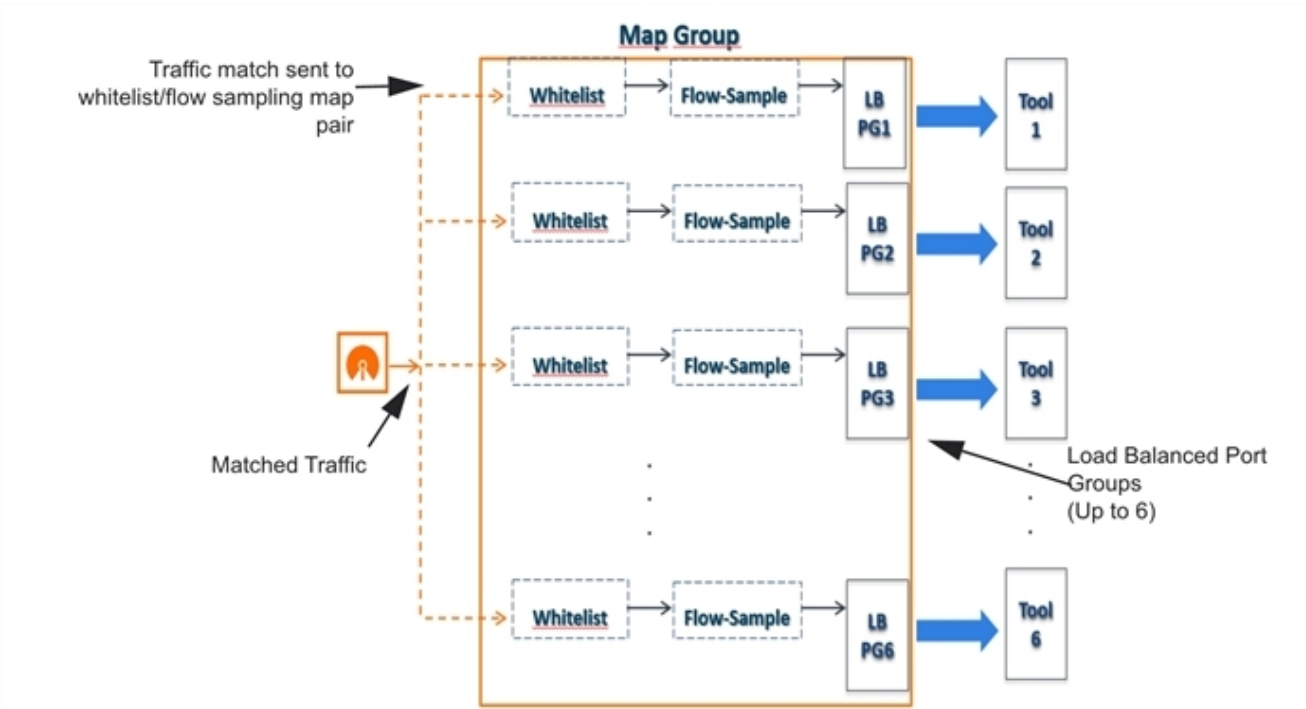 Map Group
Traffic match sent to
whitelist/flow sampling map
pair
Whitelist
Flow-Sample
LB
PG1
Tool
1
Whitelist
Flow-Sample
LB
PG2
Tool
2
Whitelist
Flow-Sample
LB
PG3
Tool
3
Matched Traffic
Load Balanced Port
Groups
(Up to 6)
Whitelist
Flow-Sample
LB
PG6
Tool
6